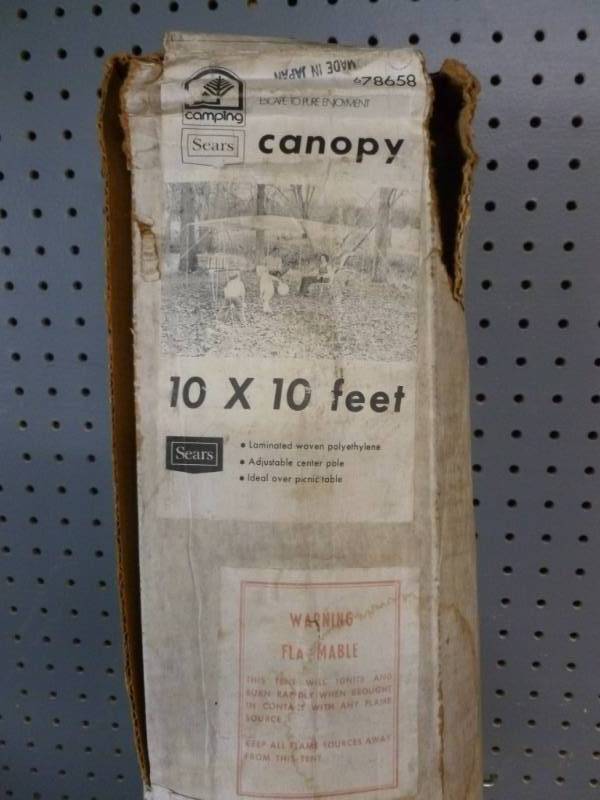 MADE IN JAPAN
678658
ESCAPE TO PURE ENJOYMENT
camping
Sears canopy
10 X 10 feet
Sears
• Laminated woven polyethylene
• Adjustable center pole
• Ideal over picnic table
WARNING
FLA MABLE
THIS TENT WILL IGNITE AND
BURN RAPIDLY WHEN BROUGHT
IN CONTACT WITH ANY FLAME
SOURCE.
KEEP ALL FLAME SOURCES AWAY
FROM THIS TENT.